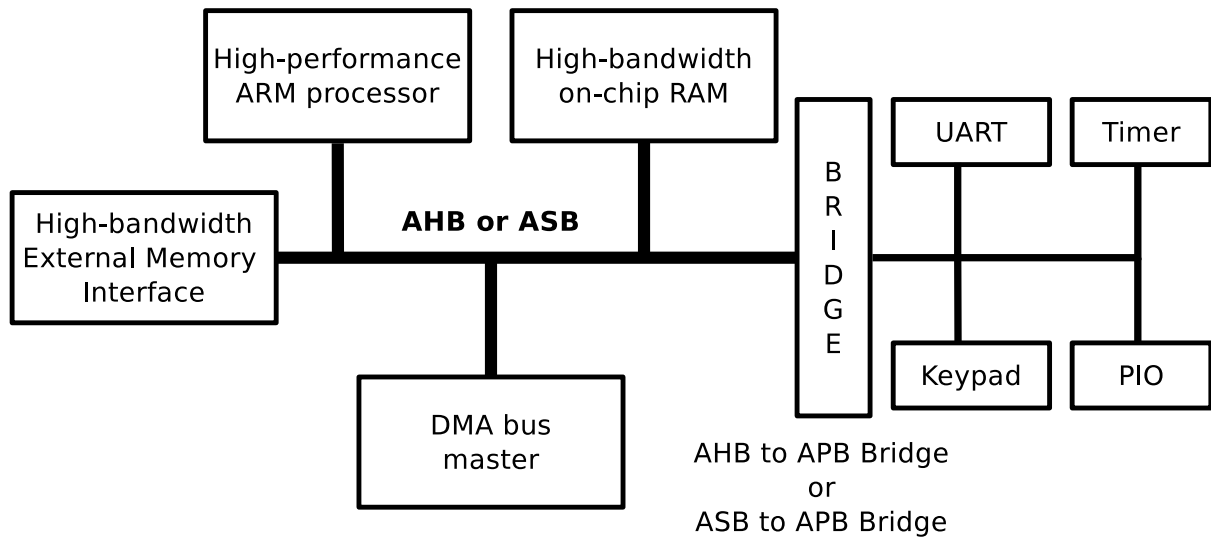 High-performance
ARM processor
High-bandwidth
on-chip RAM
UART
Timer
B
R
I
D
G
E
High-bandwidth
External Memory
Interface
AHB or ASB
Keypad
PIO
DMA bus
master
AHB to APB Bridge
or
ASB to APB Bridge